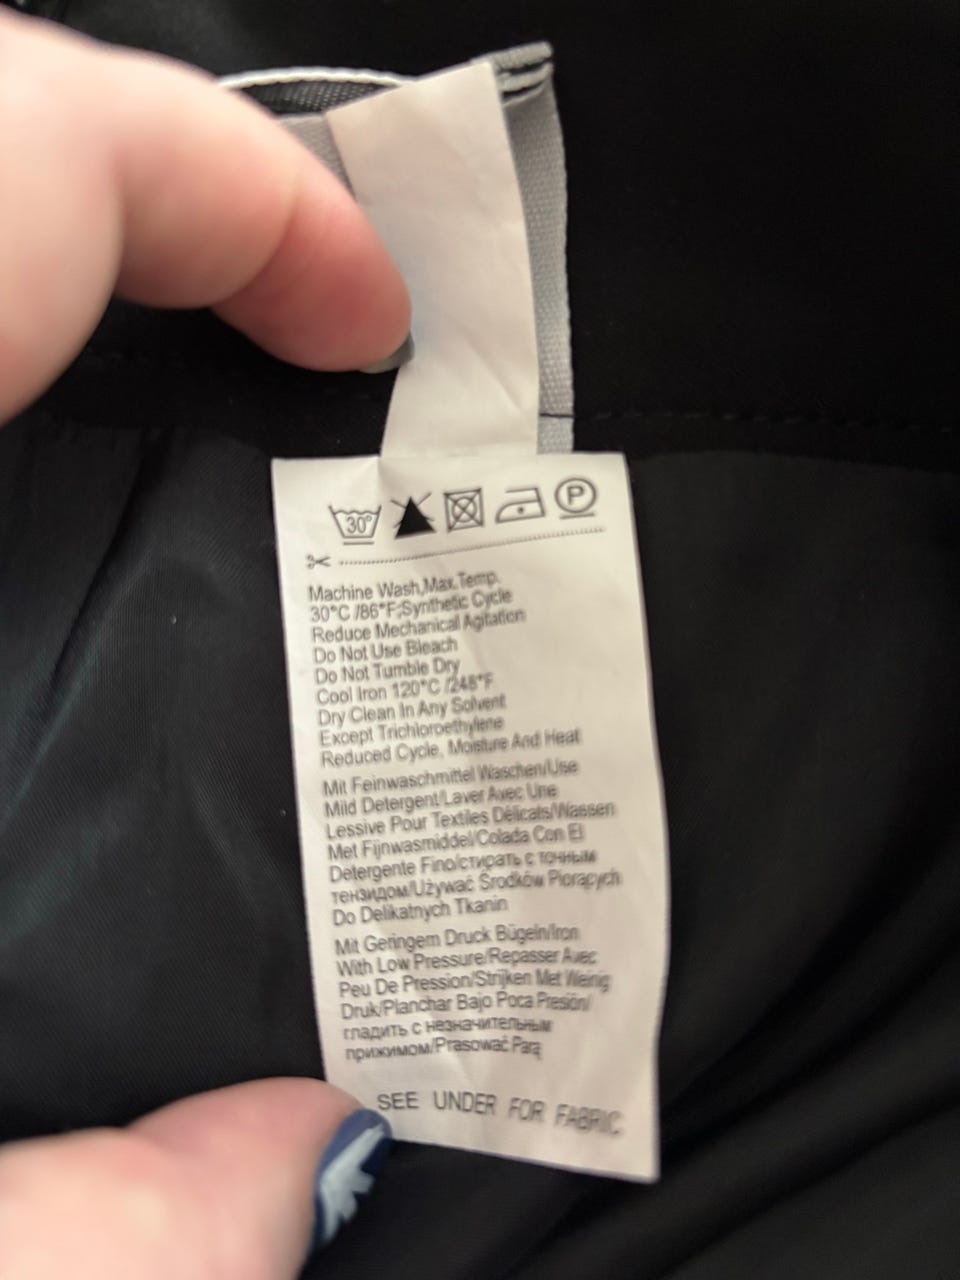 30° P
Machine Wash,Max.Temp.
30°C /86°F;Synthetic Cycle
Reduce Mechanical Agitation
Do Not Use Bleach
Do Not Tumble Dry
Cool Iron 120°C /248°F
Dry Clean In Any Solvent
Except Trichloroethylene
Reduced Cycle, Moisture And Heat
Mit Feinwaschmittel Waschen/Use
Mild Detergent/Laver Avec Une
Lessive Pour Textiles Délicats/Wassen
Met Fijnwasmiddel/Colada Con El
Detergente Fino/стирать с точным
тензидом/Używać Środków Piorących
Do Delikatnych Tkanin
Mit Geringem Druck Bügeln/Iron
With Low Pressure/Repasser Avec
Peu De Pression/Strijken Met Weinig
Druk/Planchar Bajo Poca Presión/
гладить с незначительным
прижимом/Prasować Parą
SEE UNDER FOR FABRIC